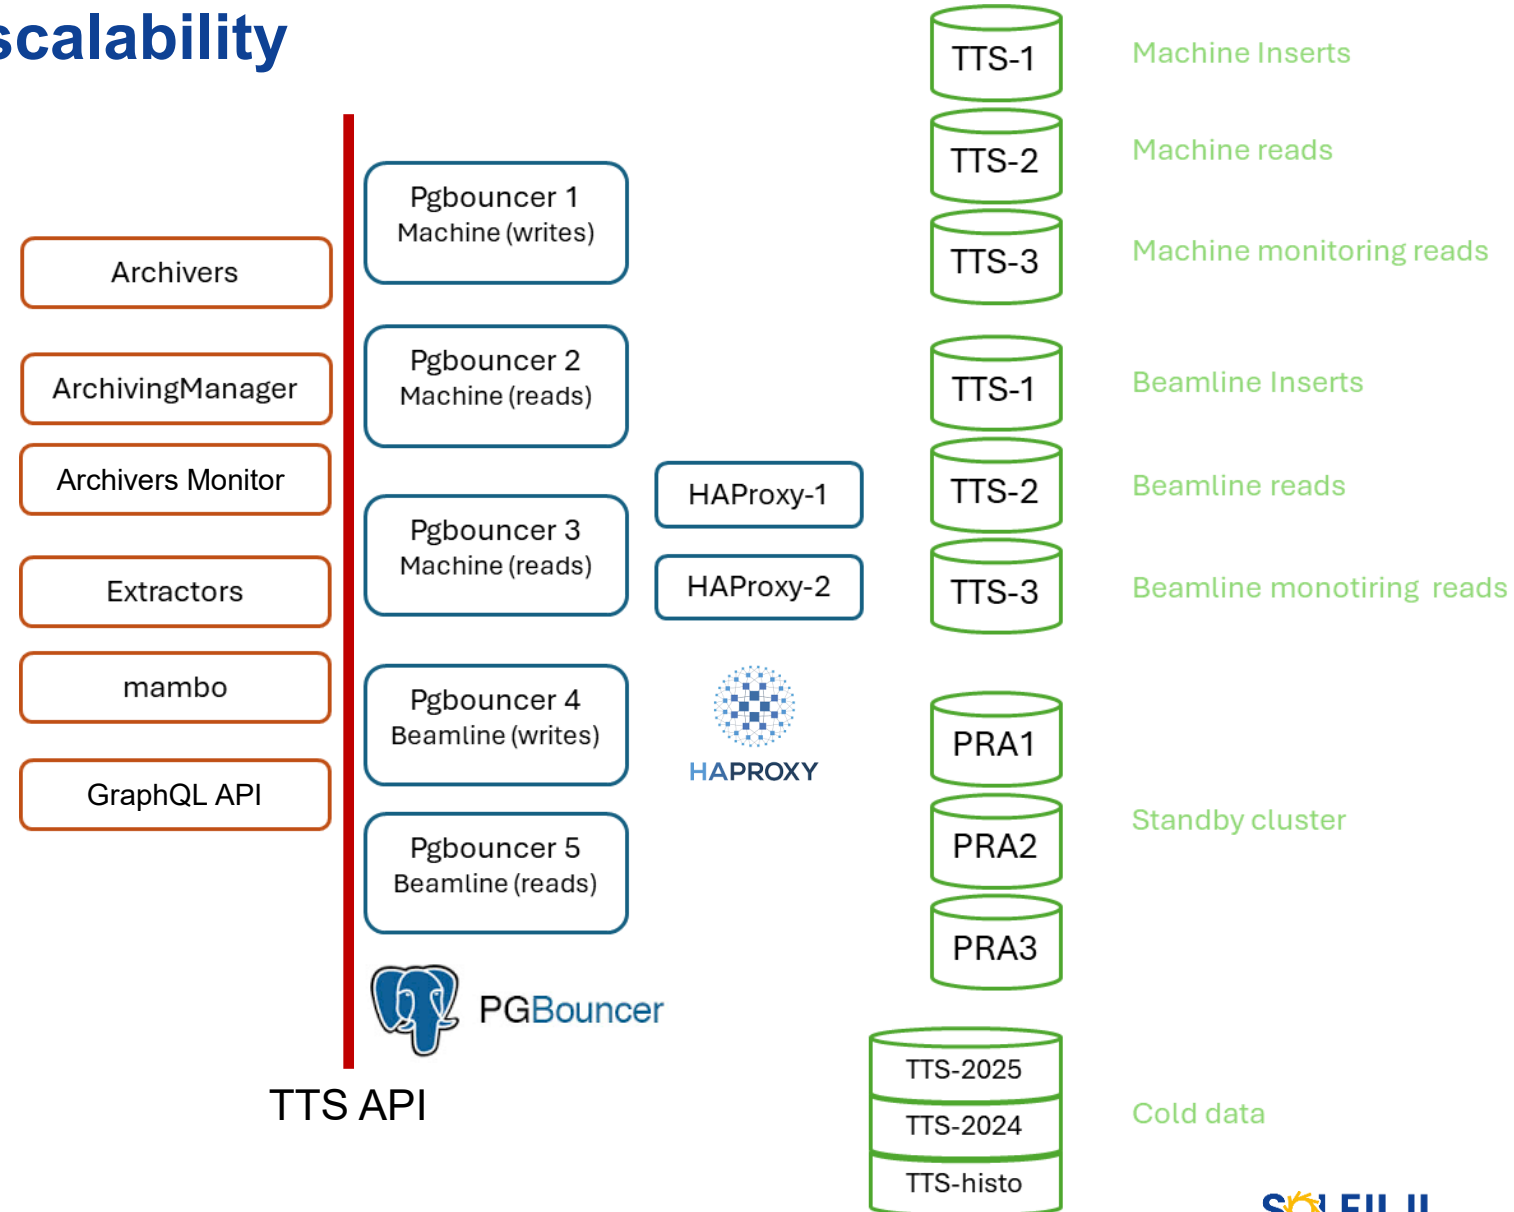 scalability
Archivers
ArchivingManager
Archivers Monitor
Extractors
mambo
GraphQL API
TTS API
Pgbouncer 1
Machine (writes)
Pgbouncer 2
Machine (reads)
Pgbouncer 3
Machine (reads)
Pgbouncer 4
Beamline (writes)
Pgbouncer 5
Beamline (reads)
PGBouncer
HAProxy-1
HAProxy-2
HAPROXY
TTS-1
Machine Inserts
TTS-2
Machine reads
TTS-3
Machine monitoring reads
TTS-1
Beamline Inserts
TTS-2
Beamline reads
TTS-3
Beamline monotiring reads
PRA1
PRA2
Standby cluster
PRA3
TTS-2025
TTS-2024
Cold data
TTS-histo
SOLEIL II